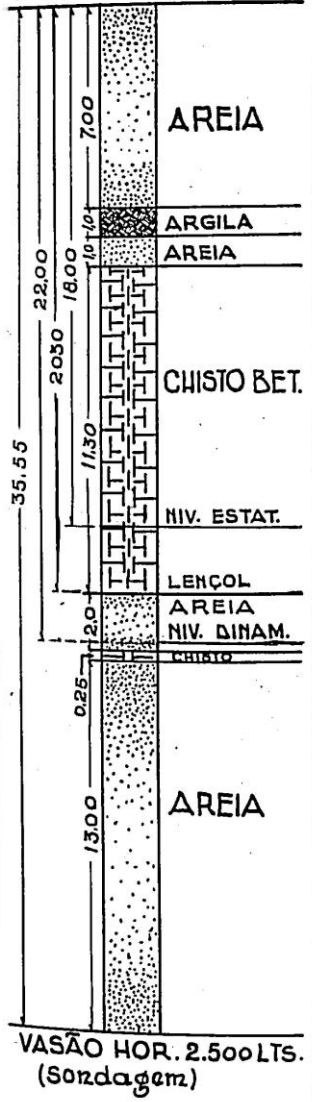 AREIA
7.00
ARGILA
1,0
AREIA
1,0
22,00
18.00
2030
CHISTO BET.
11.30
35.55
NIV. ESTAT.
LENÇOL
AREIA
2,0
NIV. DINAM.
CHISTO
0.25
AREIA
13.00
VASÃO HOR. 2.500 LTS.
(Sondagem)